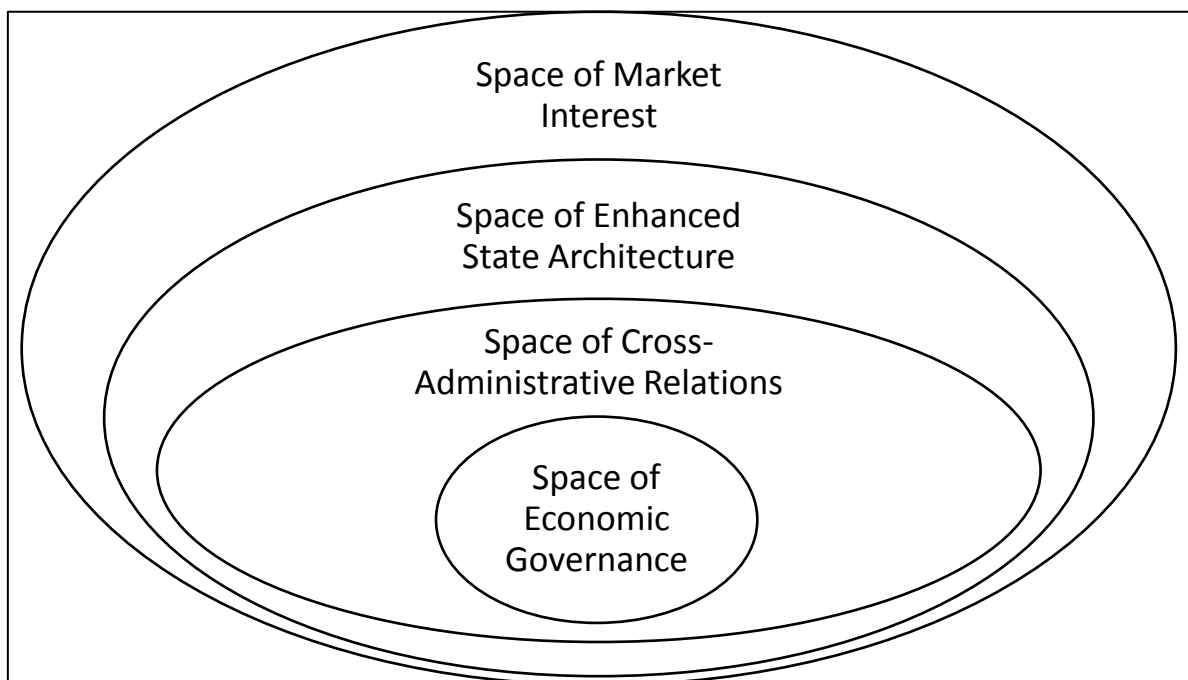 Space of Market
Interest
Space of Enhanced
State Architecture
Space of Cross-
Administrative Relations
Space of
Economic
Governance